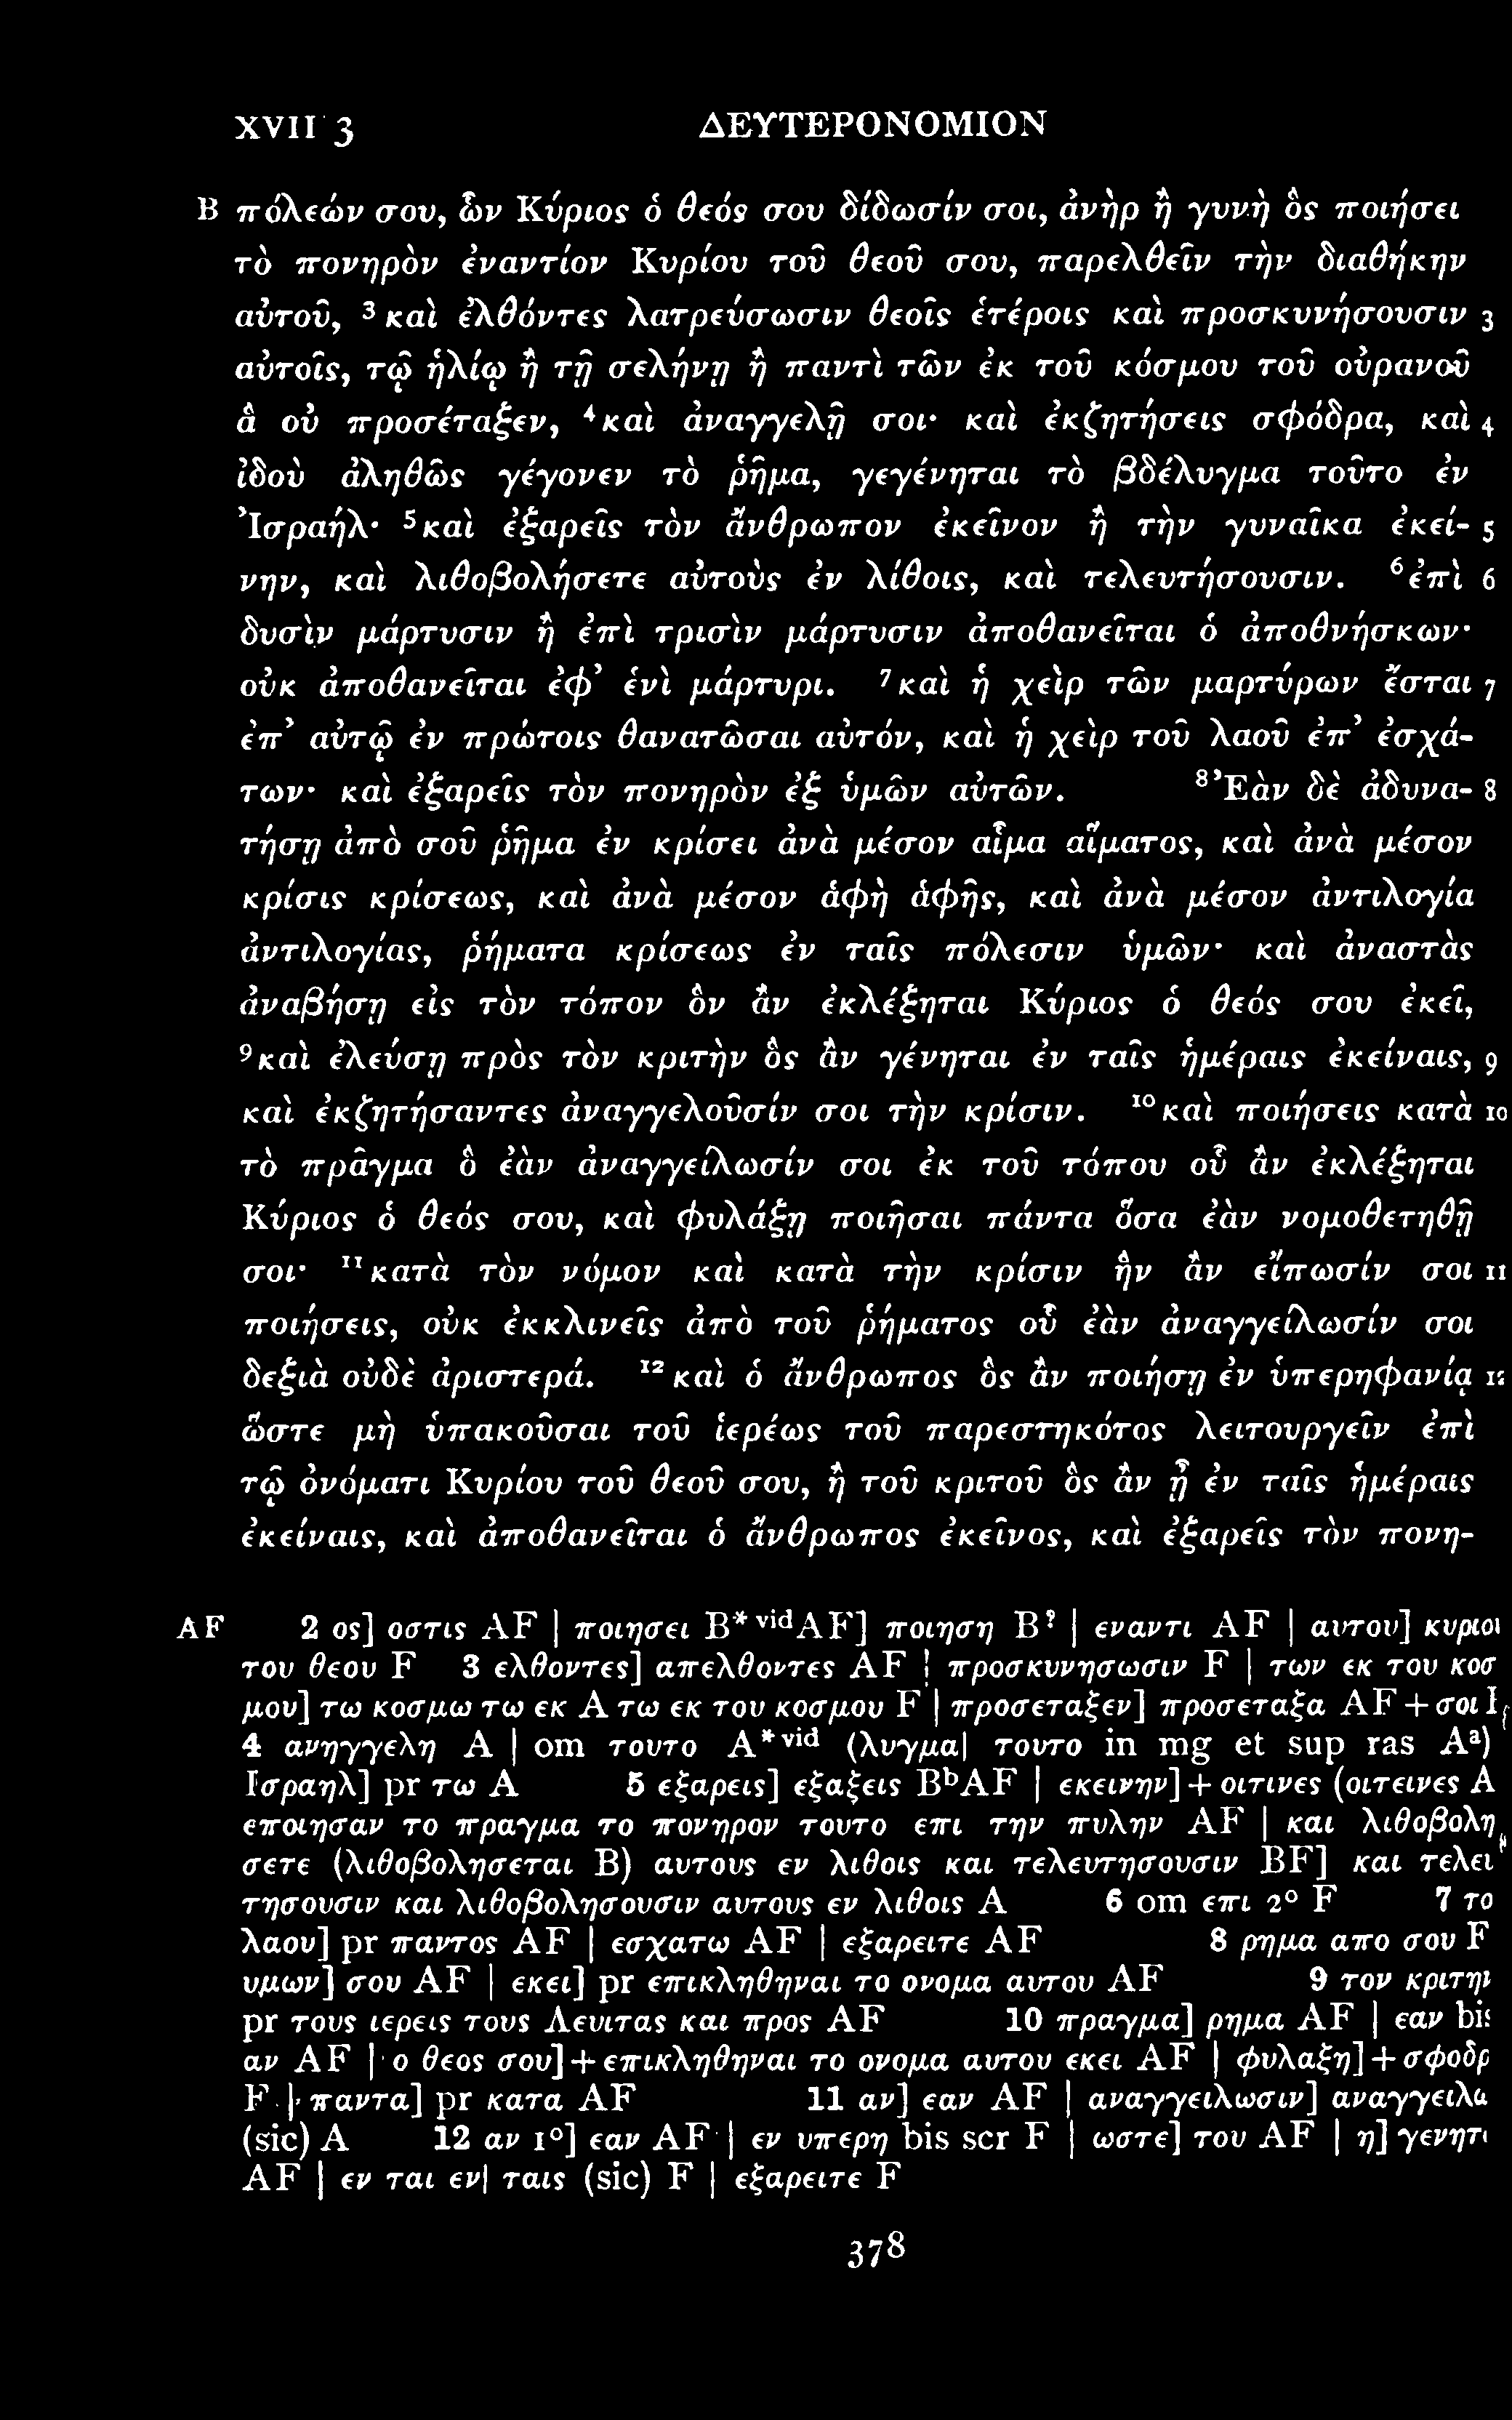 XVII 3 ΔΕΥΤΕΡΟΝΟΜΙΟΝ
B πόλεών σου, ὧν Κύριος ὁ θεός σου δίδωσίν σοι, ἀνὴρ ἢ γυνὴ ὃς ποιήσει
τὸ πονηρὸν ἐναντίον Κυρίου τοῦ θεοῦ σου, παρελθεῖν τὴν διαθήκην
αὐτοῦ, ³καὶ ἐλθόντες λατρεύσωσιν θεοῖς ἑτέροις καὶ προσκυνήσουσιν 3
αὐτοῖς, τῷ ἡλίῳ ἢ τῇ σελήνῃ ἢ παντὶ τῶν ἐκ τοῦ κόσμου τοῦ οὐρανοῦ
ἃ οὐ προσέταξεν, ⁴καὶ ἀναγγελῇ σοι· καὶ ἐκζητήσεις σφόδρα, καὶ 4
ἰδοὺ ἀληθῶς γέγονεν τὸ ῥῆμα, γεγένηται τὸ βδέλυγμα τοῦτο ἐν
Ἰσραήλ· ⁵καὶ ἐξαρεῖς τὸν ἄνθρωπον ἐκεῖνον ἢ τὴν γυναῖκα ἐκεί- 5
νην, καὶ λιθοβολήσετε αὐτοὺς ἐν λίθοις, καὶ τελευτήσουσιν. ⁶ἐπὶ 6
δυσὶν μάρτυσιν ἢ ἐπὶ τρισὶν μάρτυσιν ἀποθανεῖται ὁ ἀποθνήσκων·
οὐκ ἀποθανεῖται ἐφ’ ἑνὶ μάρτυρι. ⁷καὶ ἡ χεὶρ τῶν μαρτύρων ἔσται 7
ἐπ’ αὐτῷ ἐν πρώτοις θανατῶσαι αὐτόν, καὶ ἡ χεὶρ τοῦ λαοῦ ἐπ’ ἐσχά-
των· καὶ ἐξαρεῖς τὸν πονηρὸν ἐξ ὑμῶν αὐτῶν. ⁸Ἐὰν δὲ ἀδυνα- 8
τήσῃ ἀπὸ σοῦ ῥῆμα ἐν κρίσει ἀνὰ μέσον αἷμα αἵματος, καὶ ἀνὰ μέσον
κρίσις κρίσεως, καὶ ἀνὰ μέσον ἁφὴ ἁφῆς, καὶ ἀνὰ μέσον ἀντιλογία
ἀντιλογίας, ῥήματα κρίσεως ἐν ταῖς πόλεσιν ὑμῶν· καὶ ἀναστὰς
ἀναβήσῃ εἰς τὸν τόπον ὃν ἂν ἐκλέξηται Κύριος ὁ θεός σου ἐκεῖ,
⁹καὶ ἐλεύσῃ πρὸς τὸν κριτὴν ὃς ἂν γένηται ἐν ταῖς ἡμέραις ἐκείναις, 9
καὶ ἐκζητήσαντες ἀναγγελοῦσίν σοι τὴν κρίσιν. ¹⁰καὶ ποιήσεις κατὰ 10
τὸ πρᾶγμα ὃ ἐὰν ἀναγγείλωσίν σοι ἐκ τοῦ τόπου οὗ ἂν ἐκλέξηται
Κύριος ὁ θεός σου, καὶ φυλάξῃ ποιῆσαι πάντα ὅσα ἐὰν νομοθετηθῇ
σοι· ¹¹κατὰ τὸν νόμον καὶ κατὰ τὴν κρίσιν ἣν ἂν εἴπωσίν σοι 11
ποιήσεις, οὐκ ἐκκλινεῖς ἀπὸ τοῦ ῥήματος οὗ ἐὰν ἀναγγείλωσίν σοι
δεξιὰ οὐδὲ ἀριστερά. ¹²καὶ ὁ ἄνθρωπος ὃς ἂν ποιήσῃ ἐν ὑπερηφανίᾳ
ὥστε μὴ ὑπακοῦσαι τοῦ ἱερέως τοῦ παρεστηκότος λειτουργεῖν ἐπὶ
τῷ ὀνόματι Κυρίου τοῦ θεοῦ σου, ἢ τοῦ κριτοῦ ὃς ἂν ᾖ ἐν ταῖς ἡμέραις
ἐκείναις, καὶ ἀποθανεῖται ὁ ἄνθρωπος ἐκεῖνος, καὶ ἐξαρεῖς τὸν πονη-
AF 2 ος] οστις AF | ποιησει B* ᵛⁱᵈAF] ποιηση B? | εναντι AF | αυτου]
του θεου F 3 ελθοντες] απελθοντες AF | προσκυνησωσιν F | των εκ του κοσ
μου] τω κοσμω τω εκ A τω εκ του κοσμου F | προσεταξεν] προσεταξα AF + σοι
4 ανηγγελη A | om τουτο A*ᵛⁱᵈ (λυγμα| τουτο in mg et sup ras Aᵃ)
Ισραηλ] pr τω A 5 εξαρεις] εξαξεις BᵇAF | εκεινην] + οιτινες (οιτεινες A
εποιησαν το πραγμα το πονηρον τουτο επι την πυλην AF | και λιθοβολη
σετε (λιθοβολησεται B) αυτους εν λιθοις και τελευτησουσιν BF] και τελει
τησουσιν και λιθοβολησουσιν αυτους εν λιθοις A 6 om επι 2° F 7 το
λαου] pr παντος AF | εσχατω AF | εξαρειτε AF 8 ρημα απο σου F
υμων] σου AF | εκει] pr επικληθηναι το ονομα αυτου AF 9 τον
pr τους ιερεις τους Λευιτας και προς AF 10 πραγμα] ρημα AF | εαν bis
αν AF | ο θεος σου] + επικληθηναι το ονομα αυτου εκει AF | φυλαξη] +
F | παντα] pr κατα AF 11 αν] εαν AF | αναγγειλωσιν]
(sic) A 12 αν 1°] εαν AF | εν υπερη bis scr F | ωστε] του AF | η]
AF | εν ται εν| ταις (sic) F | εξαρειτε F
378